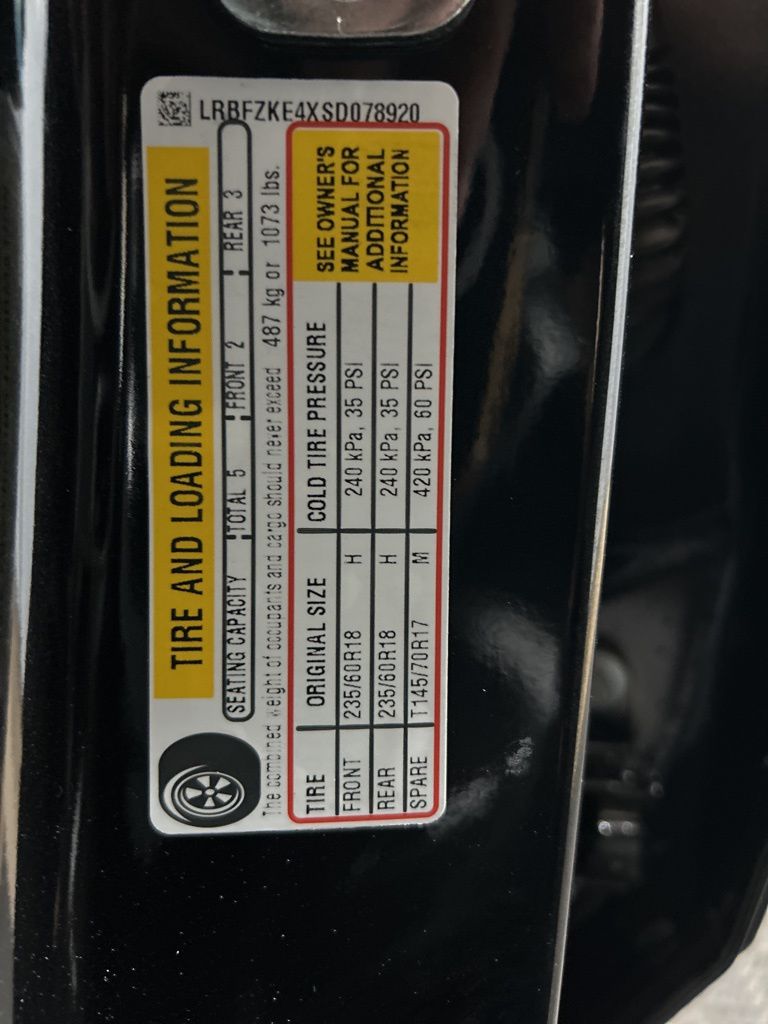 LRBFZKE4XSD078920
TIRE AND LOADING INFORMATION
SEATING CAPACITY TOTAL 5 FRONT 2 REAR 3
The combined weight of occupants and cargo should never exceed 487 kg or 1073 lbs.
TIRE ORIGINAL SIZE COLD TIRE PRESSURE
FRONT 235/60R18 H 240 kPa, 35 PSI
REAR 235/60R18 H 240 kPa, 35 PSI
SPARE T145/70R17 M 420 kPa, 60 PSI
SEE OWNER'S
MANUAL FOR
ADDITIONAL
INFORMATION